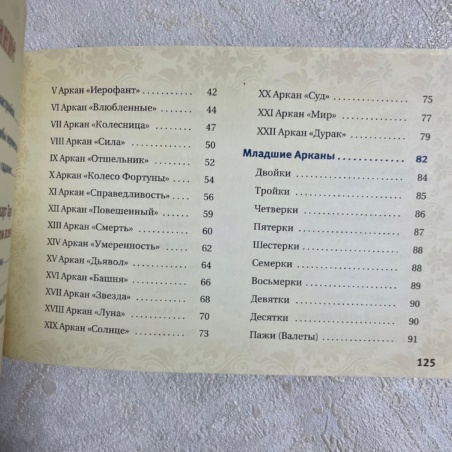 V Аркан «Иерофант» .................... 42
VI Аркан «Влюбленные» ................ 44
VII Аркан «Колесница» ................ 47
VIII Аркан «Сила» .................... 50
IX Аркан «Отшельник» ................. 52
X Аркан «Колесо Фортуны» ............. 54
XI Аркан «Справедливость» ............ 56
XII Аркан «Повешенный» ............... 59
XIII Аркан «Смерть» .................. 60
XIV Аркан «Умеренность» .............. 62
XV Аркан «Дьявол» .................... 64
XVI Аркан «Башня» .................... 66
XVII Аркан «Звезда» .................. 68
XVIII Аркан «Луна» ................... 70
XIX Аркан «Солнце» ................... 73
XX Аркан «Суд» ....................... 75
XXI Аркан «Мир» ...................... 77
XXII Аркан «Дурак» ................... 79
Младшие Арканы ....................... 82
Двойки ............................... 84
Тройки ............................... 85
Четверки ............................. 86
Пятерки .............................. 87
Шестерки ............................. 88
Семерки .............................. 88
Восьмерки ............................ 89
Девятки .............................. 90
Десятки .............................. 90
Пажи (Валеты) ........................ 91
125